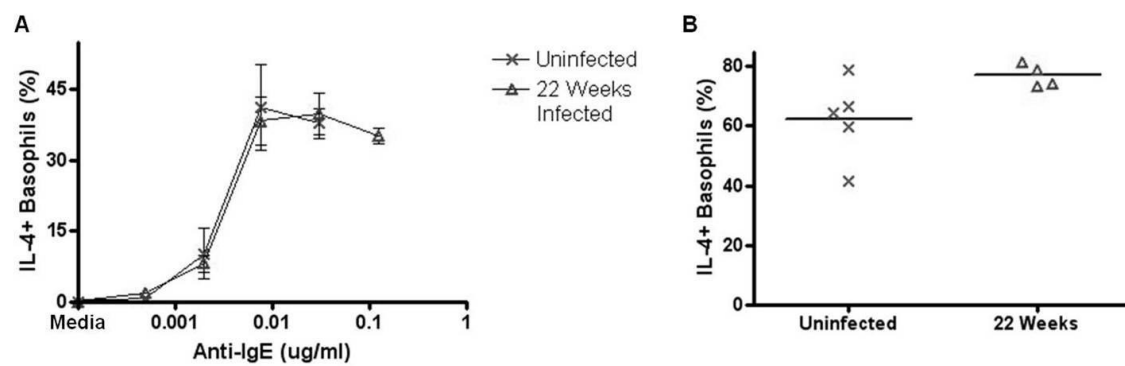 A
IL-4+ Basophils (%)
45
30
15
0
Media
0.001
0.01
0.1
1
Anti-IgE (ug/ml)
Uninfected
22 Weeks
Infected
B
IL-4+ Basophils (%)
80
60
40
80
0
Uninfected
22 Weeks